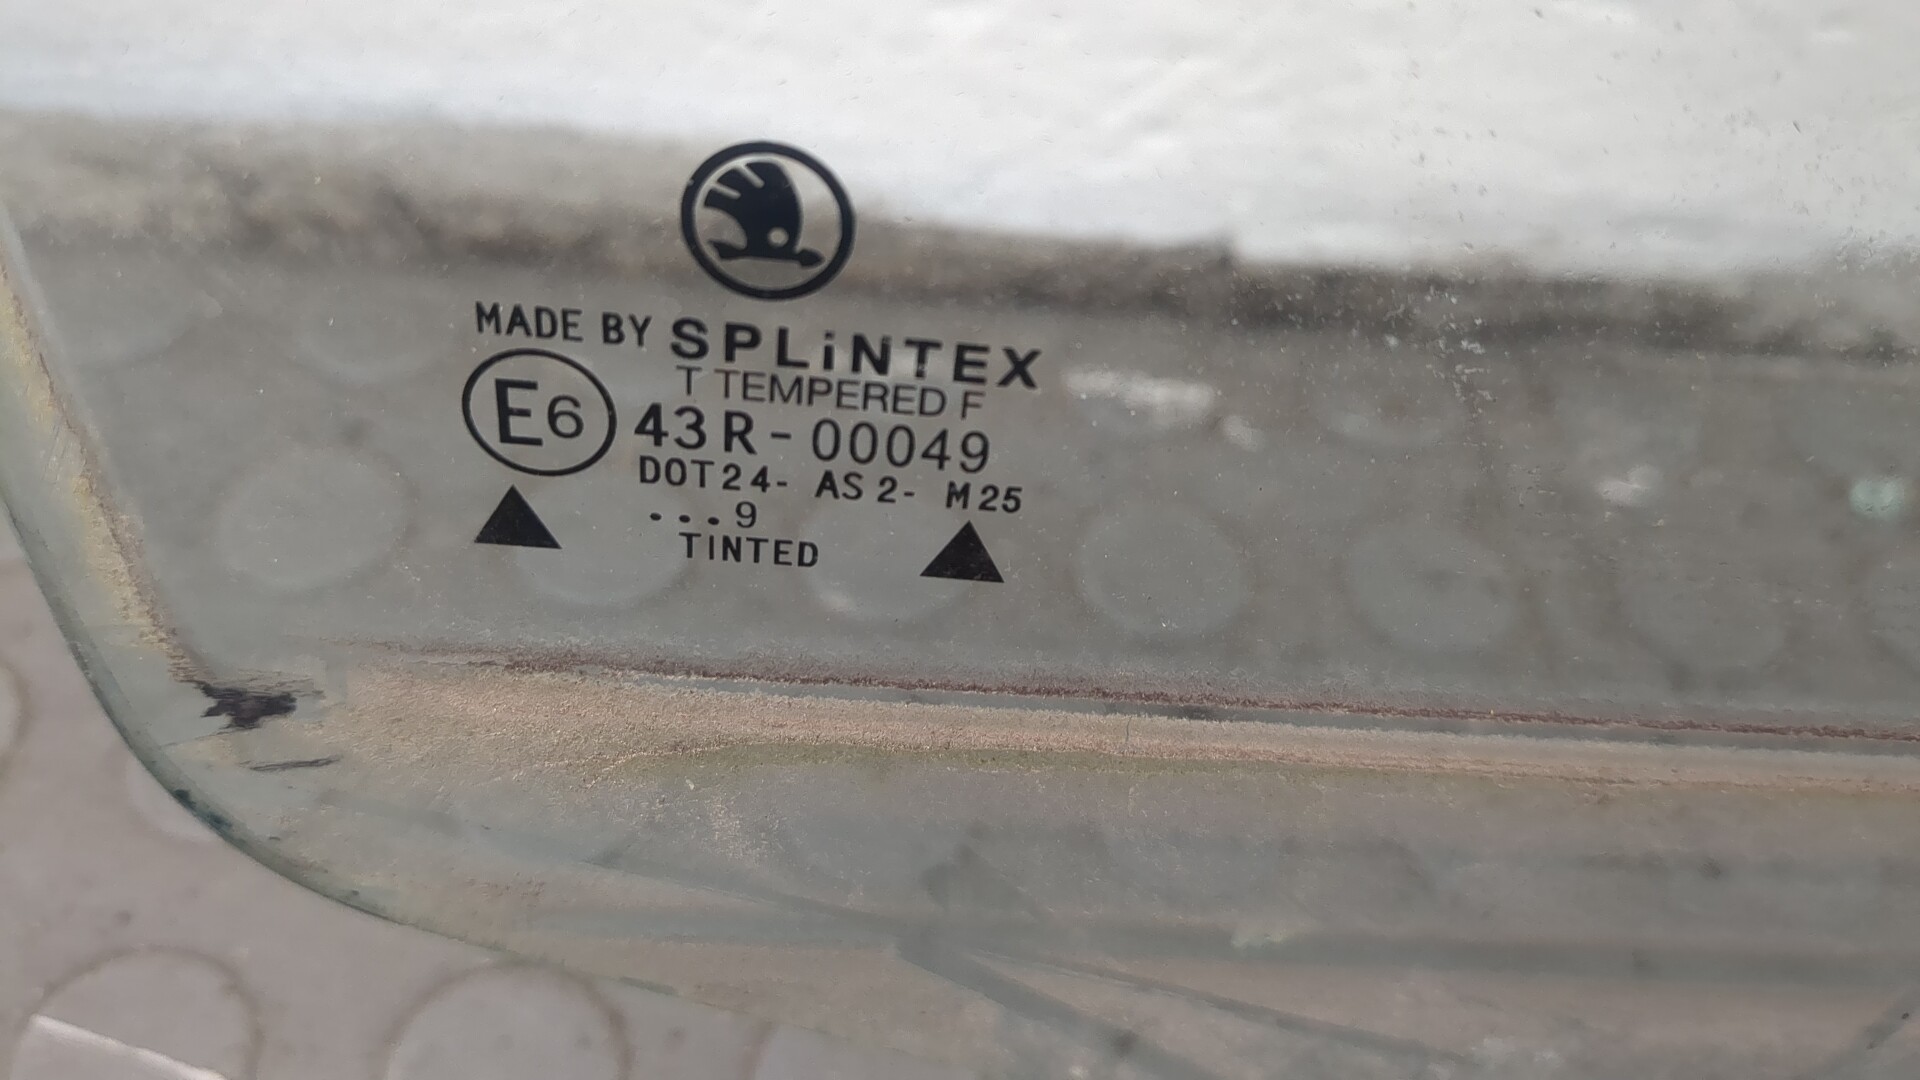 MADE BY SPLiNTEX
T TEMPERED F
E6 43R-00049
DOT24- AS2- M25
...9
TINTED